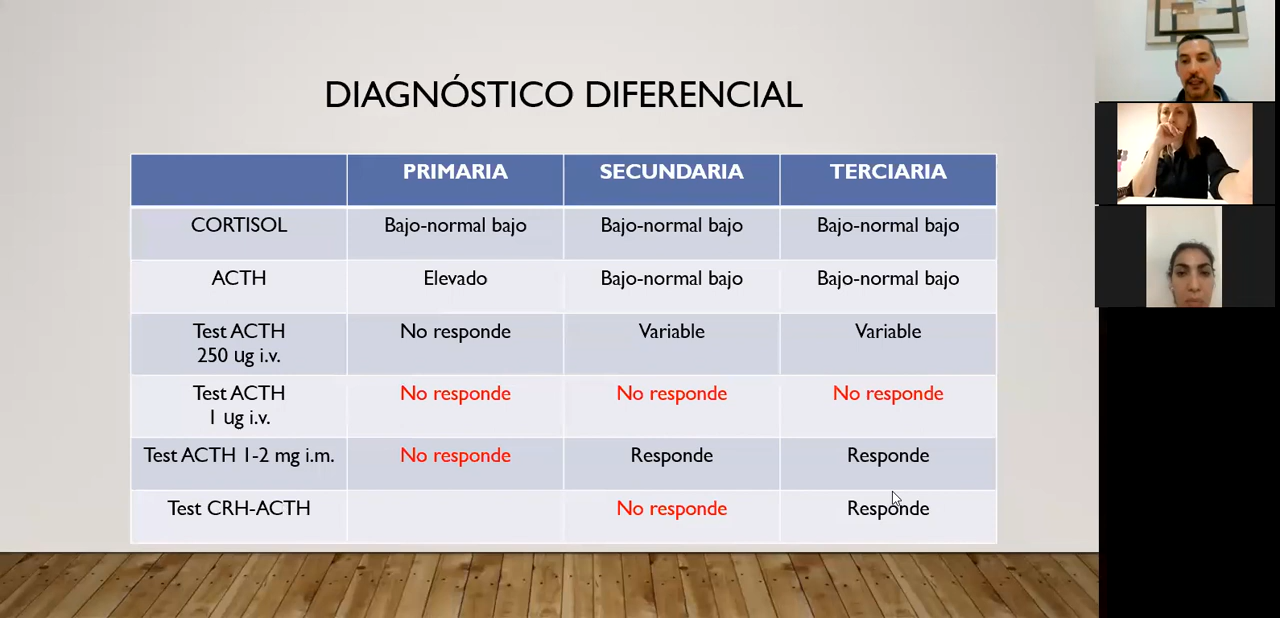 DIAGNÓSTICO DIFERENCIAL
PRIMARIA SECUNDARIA TERCIARIA
CORTISOL Bajo-normal bajo Bajo-normal bajo Bajo-normal bajo
ACTH Elevado Bajo-normal bajo Bajo-normal bajo
Test ACTH
250 ug i.v. No responde Variable Variable
Test ACTH
1 ug i.v. No responde No responde No responde
Test ACTH 1-2 mg i.m. No responde Responde Responde
Test CRH-ACTH No responde Responde